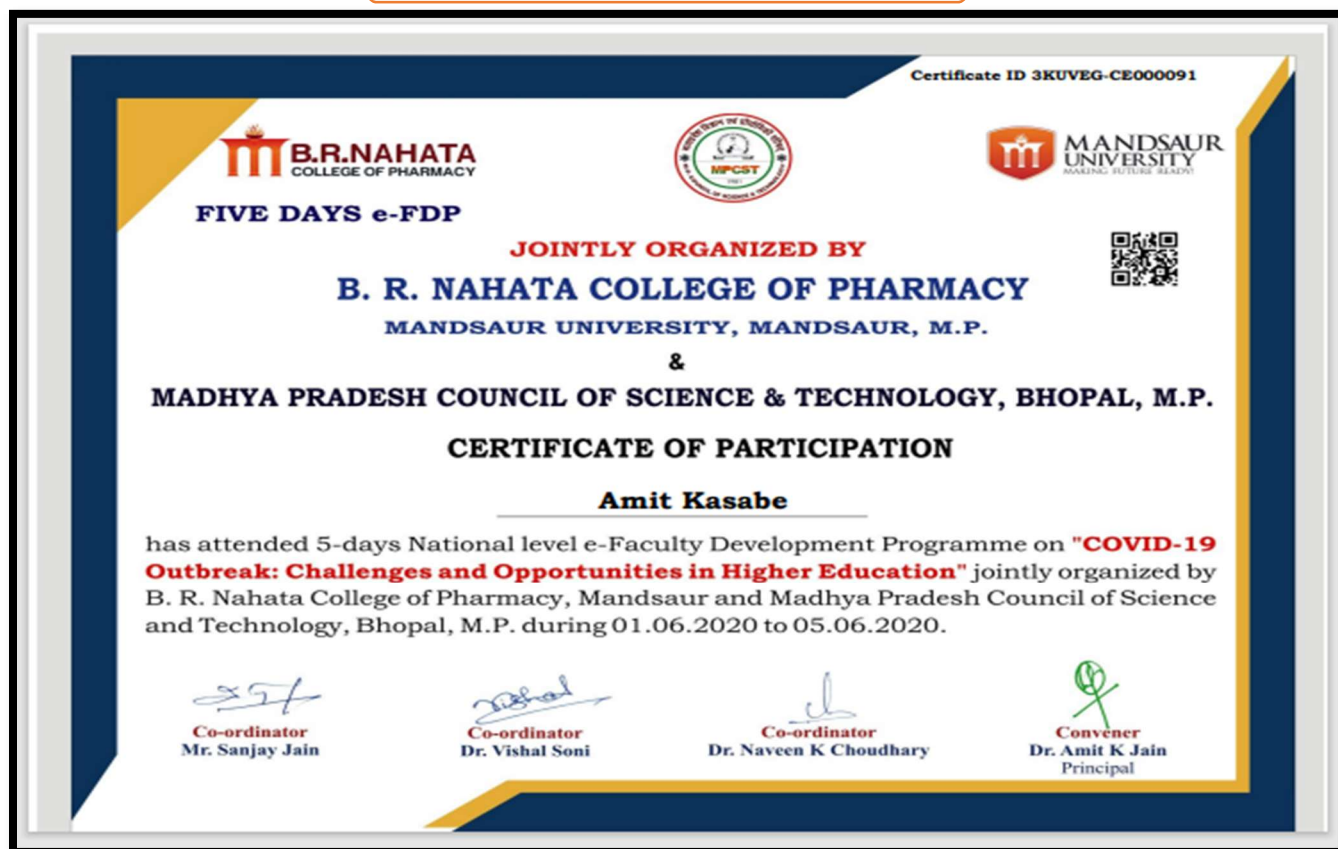 Certificate ID 3KUVEG-CE000091
B.R.NAHATA
COLLEGE OF PHARMACY
MPCST
MANDSAUR
UNIVERSITY
MAKING FUTURE READY!
FIVE DAYS e-FDP
JOINTLY ORGANIZED BY
B. R. NAHATA COLLEGE OF PHARMACY
MANDSAUR UNIVERSITY, MANDSAUR, M.P.
&
MADHYA PRADESH COUNCIL OF SCIENCE & TECHNOLOGY, BHOPAL, M.P.
CERTIFICATE OF PARTICIPATION
Amit Kasabe
has attended 5-days National level e-Faculty Development Programme on "COVID-19
Outbreak: Challenges and Opportunities in Higher Education" jointly organized by
B. R. Nahata College of Pharmacy, Mandsaur and Madhya Pradesh Council of Science
and Technology, Bhopal, M.P. during 01.06.2020 to 05.06.2020.
Vishal
Co-ordinator
Mr. Sanjay Jain
Co-ordinator
Dr. Vishal Soni
Co-ordinator
Dr. Naveen K Choudhary
Convener
Dr. Amit K Jain
Principal